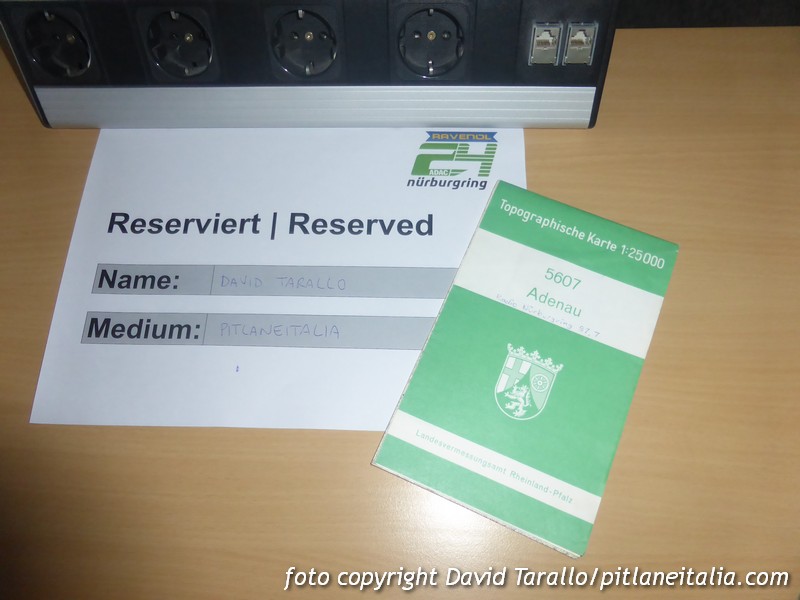 RAVENOL
24
ADAC
nürburgring
Reserviert | Reserved
Name: DAVID TARALLO
Medium: PITLANEITALIA
Topographische Karte 1:25000
5607
Adenau
Landesvermessungsamt Rheinland-Pfalz
foto copyright David Tarallo/pitlaneitalia.com